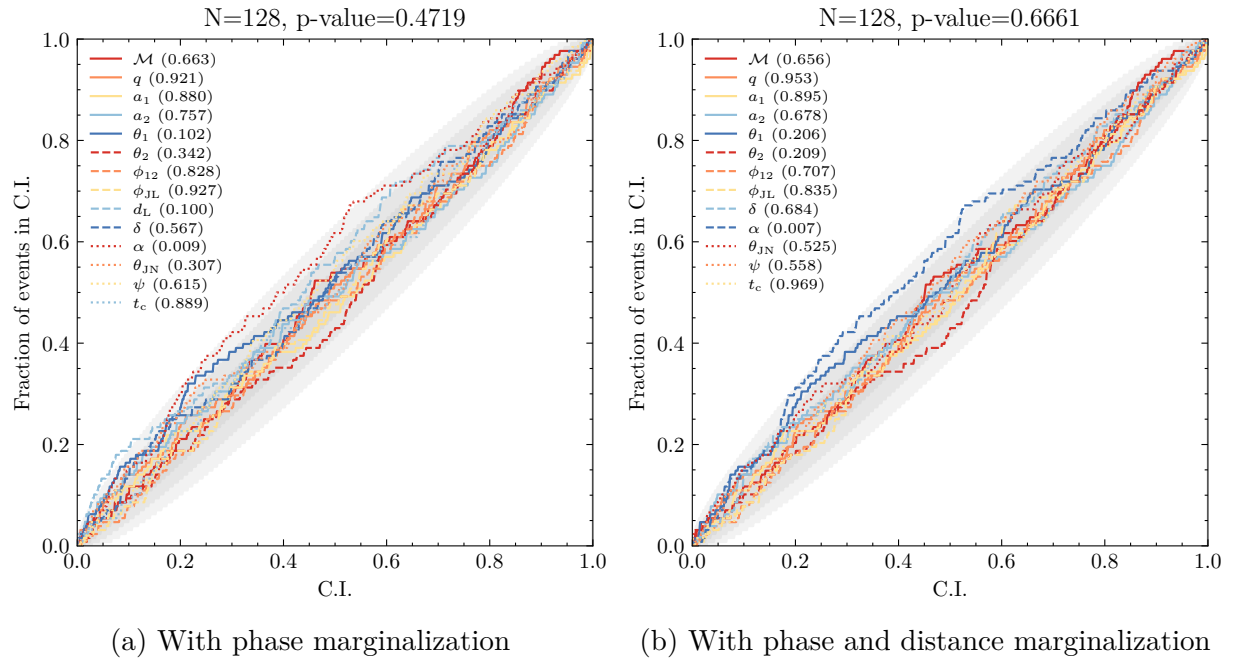 N=128, p-value=0.4719
1.0
0.8
0.6
0.4
0.2
0.0
Fraction of events in C.I.
ℳ (0.663)
q (0.921)
a₁ (0.880)
a₂ (0.757)
θ₁ (0.102)
θ₂ (0.342)
ϕ₁₂ (0.828)
ϕ_JL (0.927)
d_L (0.100)
δ (0.567)
α (0.009)
θ_JN (0.307)
ψ (0.615)
t_c (0.889)
0.0 0.2 0.4 0.6 0.8 1.0
C.I.
(a) With phase marginalization
N=128, p-value=0.6661
1.0
0.8
0.6
0.4
0.2
0.0
Fraction of events in C.I.
ℳ (0.656)
q (0.953)
a₁ (0.895)
a₂ (0.678)
θ₁ (0.206)
θ₂ (0.209)
ϕ₁₂ (0.707)
ϕ_JL (0.835)
δ (0.684)
α (0.007)
θ_JN (0.525)
ψ (0.558)
t_c (0.969)
0.0 0.2 0.4 0.6 0.8 1.0
C.I.
(b) With phase and distance marginalization